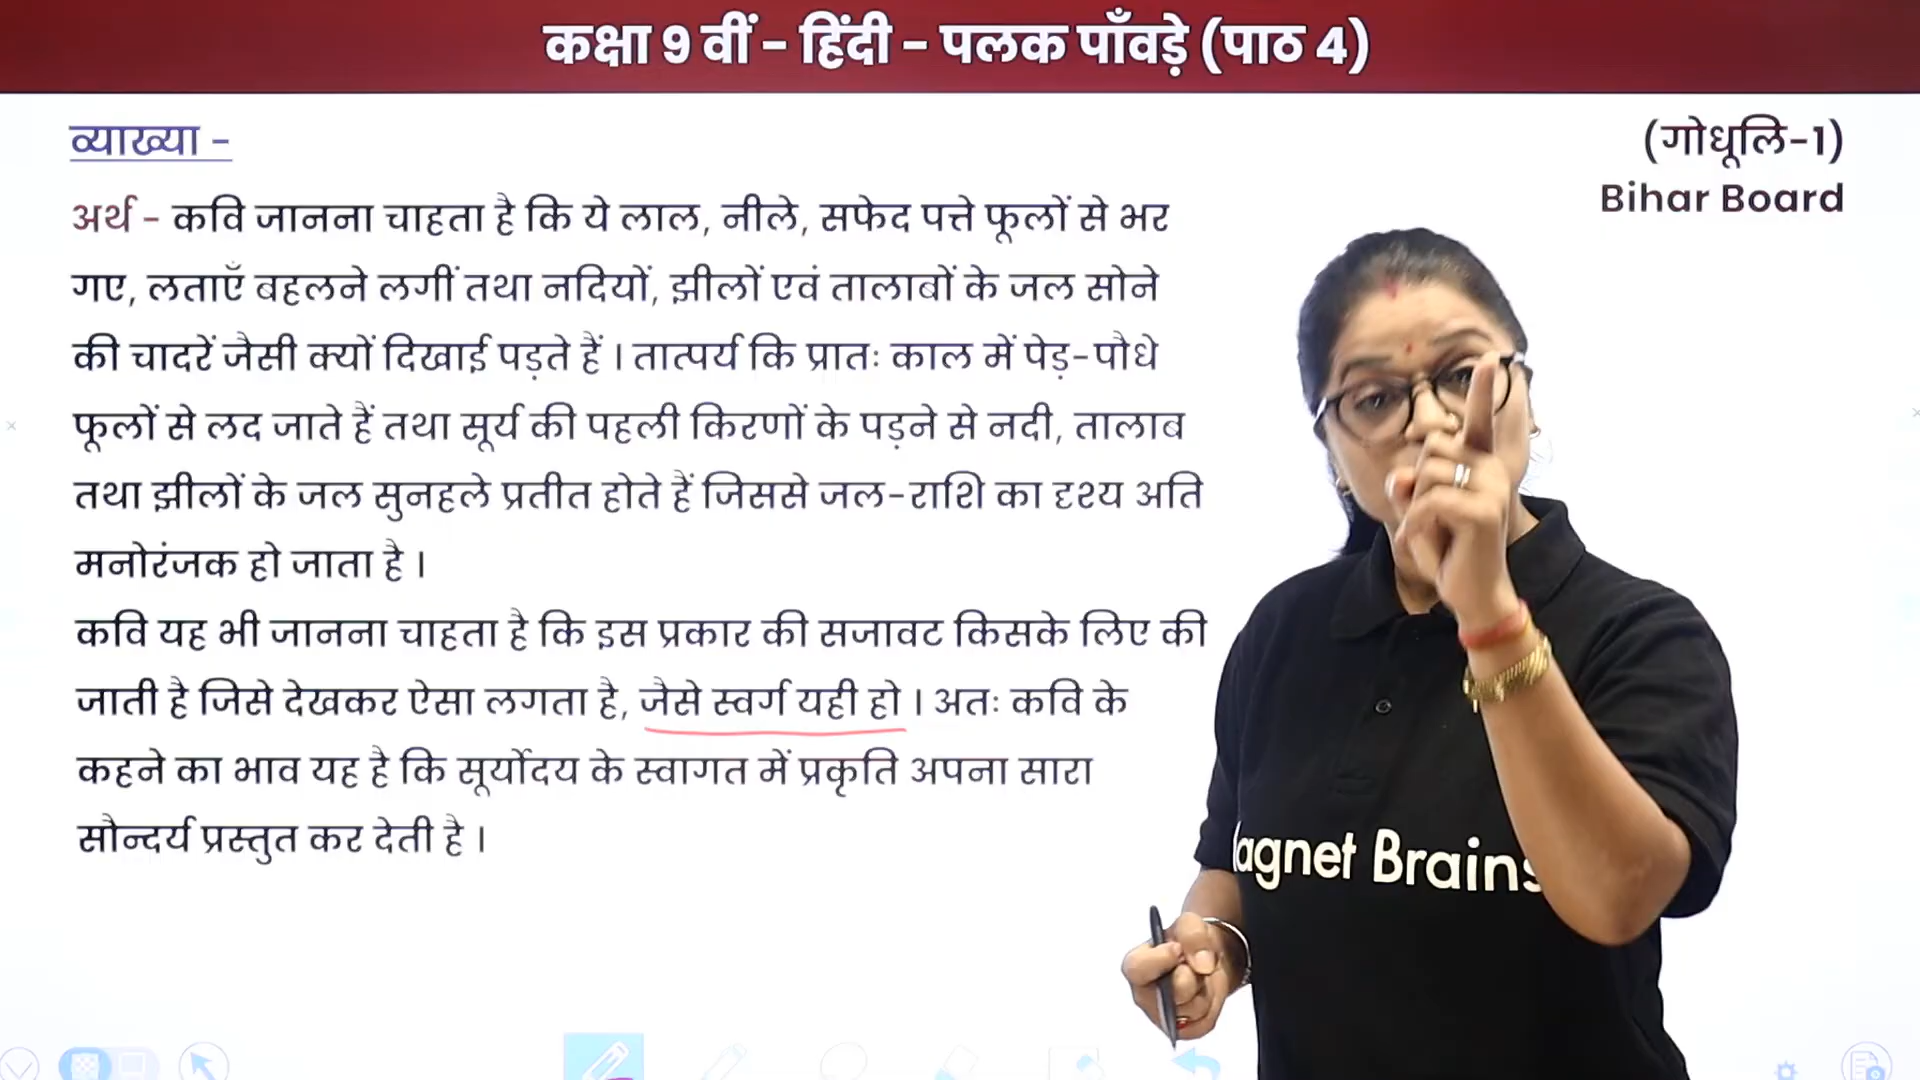 कक्षा 9 वीं - हिंदी - पलक पाँवड़े (पाठ 4)
व्याख्या -
(गोधूलि-1)
Bihar Board
अर्थ - कवि जानना चाहता है कि ये लाल, नीले, सफेद पत्ते फूलों से भर
गए, लताएँ बहलने लगीं तथा नदियों, झीलों एवं तालाबों के जल सोने
की चादरें जैसी क्यों दिखाई पड़ते हैं । तात्पर्य कि प्रातः काल में पेड़-पौधे
फूलों से लद जाते हैं तथा सूर्य की पहली किरणों के पड़ने से नदी, तालाब
तथा झीलों के जल सुनहले प्रतीत होते हैं जिससे जल-राशि का दृश्य अति
मनोरंजक हो जाता है ।
कवि यह भी जानना चाहता है कि इस प्रकार की सजावट किसके लिए की
जाती है जिसे देखकर ऐसा लगता है, जैसे स्वर्ग यही हो । अतः कवि के
कहने का भाव यह है कि सूर्योदय के स्वागत में प्रकृति अपना सारा
सौन्दर्य प्रस्तुत कर देती है ।
agnet Brains